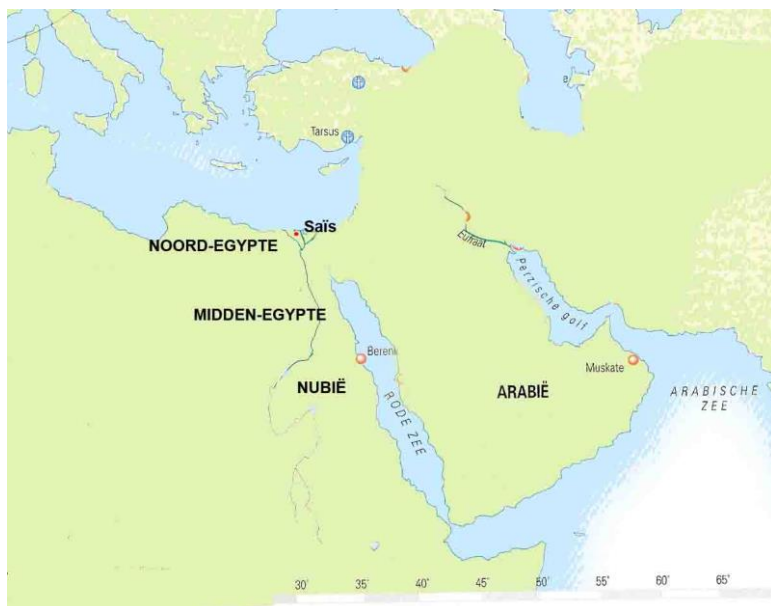 Tarsus
Saïs
NOORD-EGYPTE
Eufraat
Perzische golf
MIDDEN-EGYPTE
Bereni
Muskate
NUBIË
ARABIË
ARABISCHE
ZEE
RODE ZEE
30° 35° 40° 45° 50° 55° 60° 65°